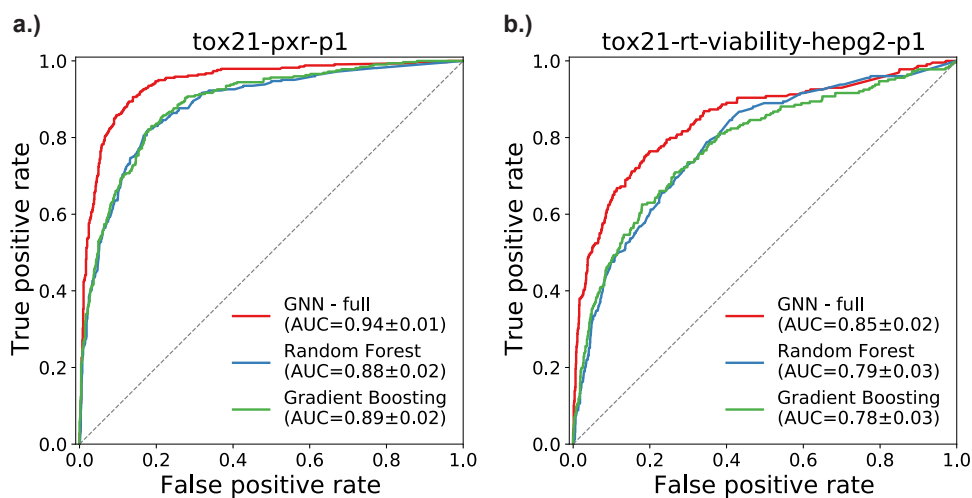 a.)
tox21-pxr-p1
True positive rate
1.0
0.8
0.6
0.4
0.2
0.0
0.0
0.2
0.4
0.6
0.8
1.0
False positive rate
GNN - full
(AUC=0.94±0.01)
Random Forest
(AUC=0.88±0.02)
Gradient Boosting
(AUC=0.89±0.02)
b.)
tox21-rt-viability-hepg2-p1
True positive rate
1.0
0.8
0.6
0.4
0.2
0.0
0.0
0.2
0.4
0.6
0.8
1.0
False positive rate
GNN - full
(AUC=0.85±0.02)
Random Forest
(AUC=0.79±0.03)
Gradient Boosting
(AUC=0.78±0.03)